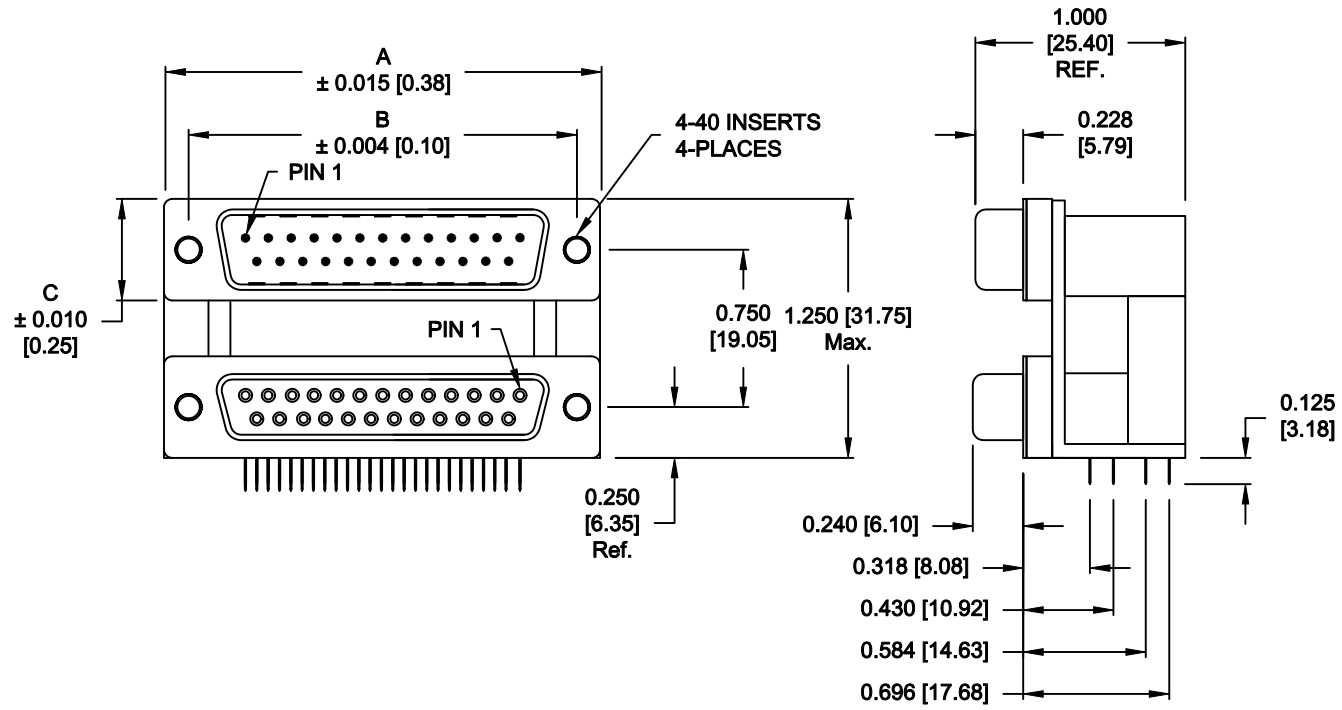 A
± 0.015 [0.38]
B
± 0.004 [0.10]
PIN 1
4-40 INSERTS
4-PLACES
C
± 0.010
[0.25]
PIN 1
0.750
[19.05]
1.250 [31.75]
Max.
0.250
[6.35]
Ref.
1.000
[25.40]
REF.
0.228
[5.79]
0.125
[3.18]
0.240 [6.10]
0.318 [8.08]
0.430 [10.92]
0.584 [14.63]
0.696 [17.68]